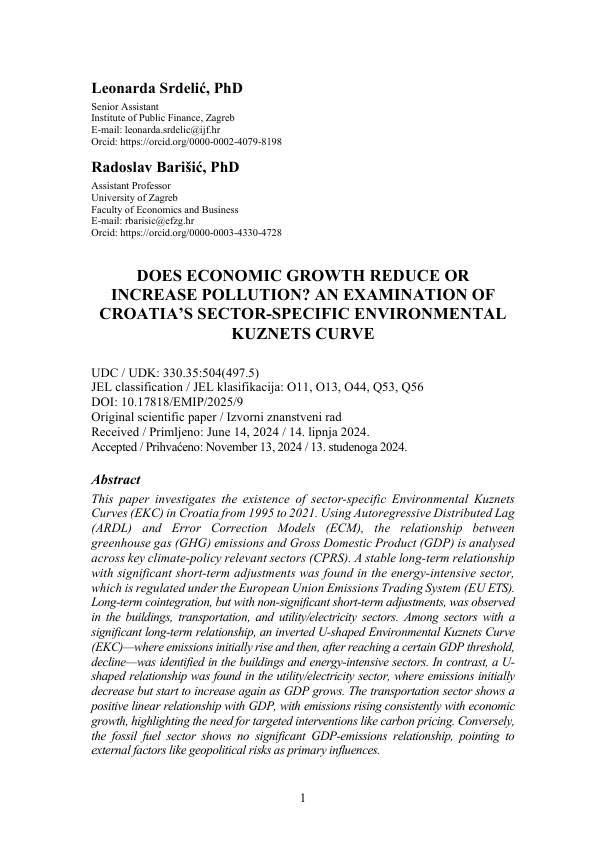 Leonarda Srdelić, PhD
Senior Assistant
Institute of Public Finance, Zagreb
E-mail: leonarda.srdelic@ijf.hr
Orcid: https://orcid.org/0000-0002-4079-8198
Radoslav Barišić, PhD
Assistant Professor
University of Zagreb
Faculty of Economics and Business
E-mail: rbarisic@efzg.hr
Orcid: https://orcid.org/0000-0003-4330-4728
DOES ECONOMIC GROWTH REDUCE OR
INCREASE POLLUTION? AN EXAMINATION OF
CROATIA’S SECTOR-SPECIFIC ENVIRONMENTAL
KUZNETS CURVE
UDC / UDK: 330.35:504(497.5)
JEL classification / JEL klasifikacija: O11, O13, O44, Q53, Q56
DOI: 10.17818/EMIP/2025/9
Original scientific paper / Izvorni znanstveni rad
Received / Primljeno: June 14, 2024 / 14. lipnja 2024.
Accepted / Prihvaćeno: November 13, 2024 / 13. studenoga 2024.
Abstract
This paper investigates the existence of sector-specific Environmental Kuznets
Curves (EKC) in Croatia from 1995 to 2021. Using Autoregressive Distributed Lag
(ARDL) and Error Correction Models (ECM), the relationship between
greenhouse gas (GHG) emissions and Gross Domestic Product (GDP) is analysed
across key climate-policy relevant sectors (CPRS). A stable long-term relationship
with significant short-term adjustments was found in the energy-intensive sector,
which is regulated under the European Union Emissions Trading System (EU ETS).
Long-term cointegration, but with non-significant short-term adjustments, was observed
in the buildings, transportation, and utility/electricity sectors. Among sectors with a
significant long-term relationship, an inverted U-shaped Environmental Kuznets Curve
(EKC)—where emissions initially rise and then, after reaching a certain GDP threshold,
decline—was identified in the buildings and energy-intensive sectors. In contrast, a U-
shaped relationship was found in the utility/electricity sector, where emissions initially
decrease but start to increase again as GDP grows. The transportation sector shows a
positive linear relationship with GDP, with emissions rising consistently with economic
growth, highlighting the need for targeted interventions like carbon pricing. Conversely,
the fossil fuel sector shows no significant GDP-emissions relationship, pointing to
external factors like geopolitical risks as primary influences.
1